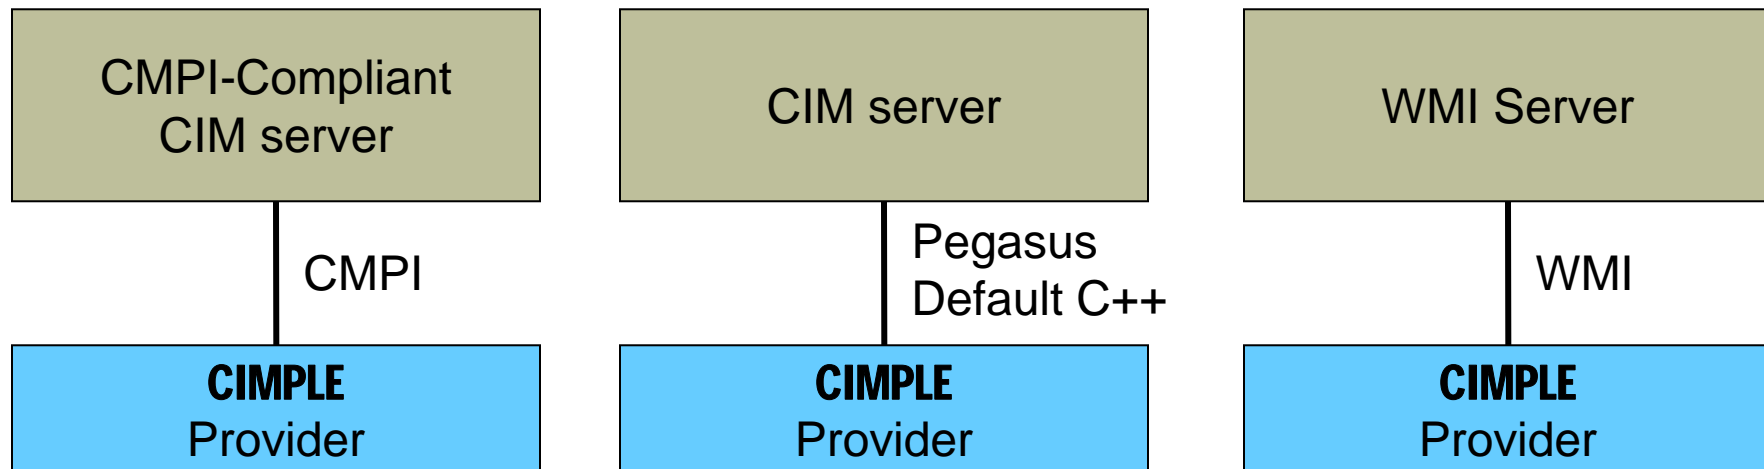 CMPI-Compliant
CIM server
CIM server
WMI Server
CMPI
Pegasus
Default C++
WMI
CIMPLE
Provider
CIMPLE
Provider
CIMPLE
Provider